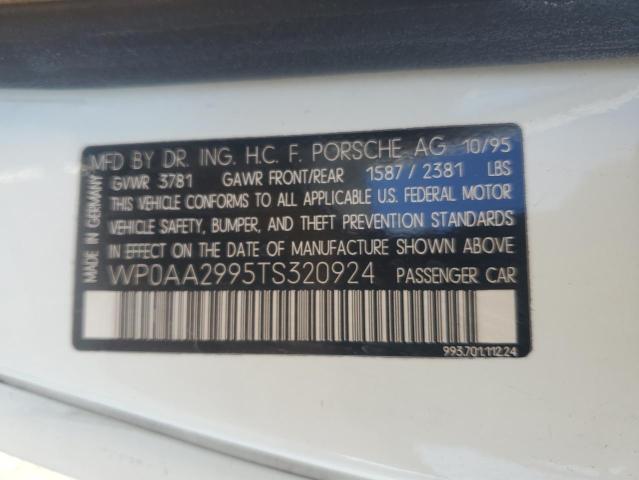 MFD BY DR. ING. H.C. F. PORSCHE AG 10/95
GVWR 3781 GAWR FRONT/REAR 1587 / 2381 LBS
THIS VEHICLE CONFORMS TO ALL APPLICABLE U.S. FEDERAL MOTOR
VEHICLE SAFETY, BUMPER, AND THEFT PREVENTION STANDARDS
IN EFFECT ON THE DATE OF MANUFACTURE SHOWN ABOVE
WP0AA2995TS320924 PASSENGER CAR
993.701.112.24
MADE IN GERMANY